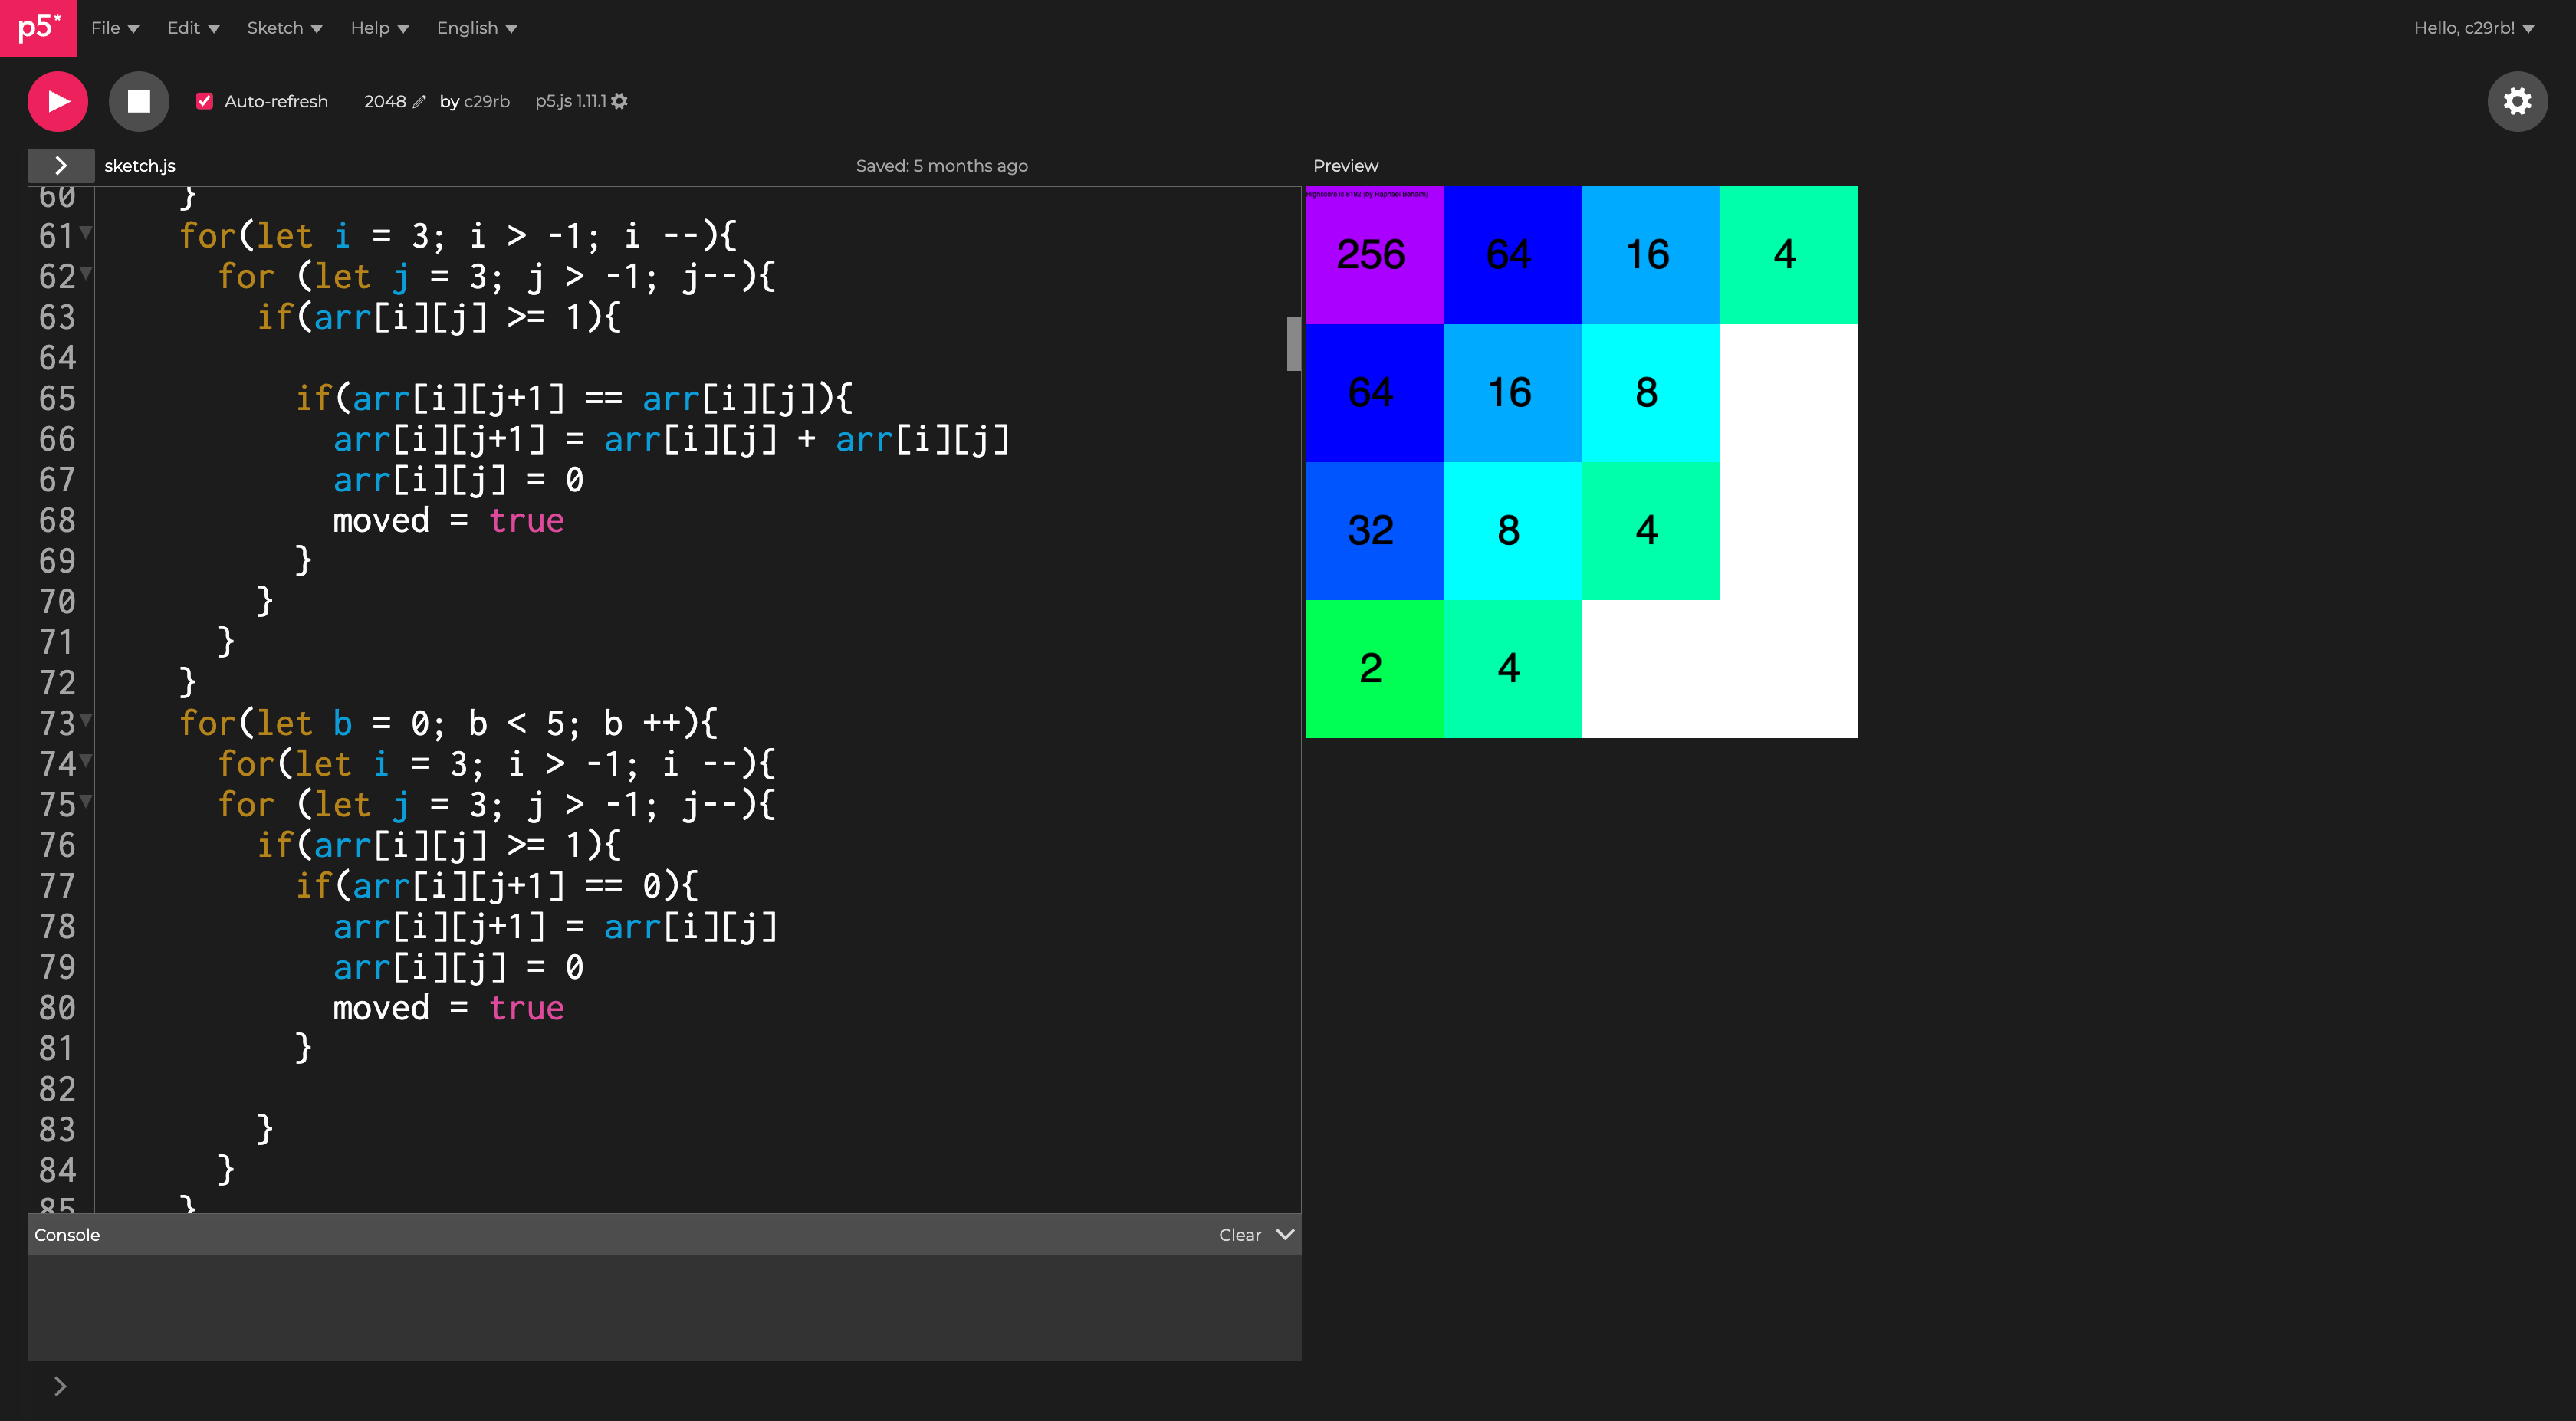 p5* File Edit Sketch Help English Hello, c29rb!
Auto-refresh 2048 by c29rb p5.js 1.11.1
sketch.js Saved: 5 months ago Preview
60 }
61 for(let i = 3; i > -1; i --){
62 for (let j = 3; j > -1; j--){
63 if(arr[i][j] >= 1){
64
65 if(arr[i][j+1] == arr[i][j]){
66 arr[i][j+1] = arr[i][j] + arr[i][j]
67 arr[i][j] = 0
68 moved = true
69 }
70 }
71 }
72 }
73 for(let b = 0; b < 5; b ++){
74 for(let i = 3; i > -1; i --){
75 for (let j = 3; j > -1; j--){
76 if(arr[i][j] >= 1){
77 if(arr[i][j+1] == 0){
78 arr[i][j+1] = arr[i][j]
79 arr[i][j] = 0
80 moved = true
81 }
82
83 }
84 }
85 }
Console Clear
>
Highscore is 8192 (by Raphael Bensim)
256 64 16 4
64 16 8
32 8 4
2 4